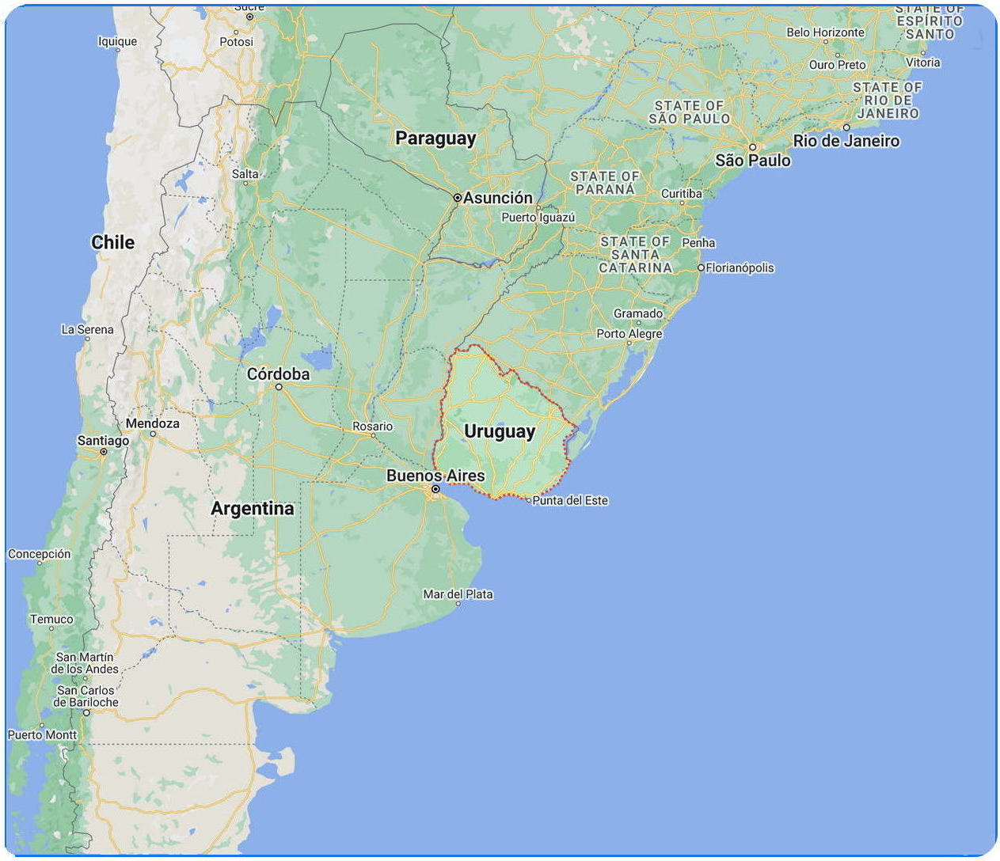 Sucre
STATE OF
ESPÍRITO
SANTO
Iquique
Potosi
Belo Horizonte
Ouro Preto
Vitoria
STATE OF
RIO DE
JANEIRO
STATE OF
SÃO PAULO
Paraguay
Rio de Janeiro
São Paulo
Salta
STATE OF
PARANÁ
Asunción
Curitiba
Puerto Iguazú
Chile
STATE OF
SANTA
CATARINA
Penha
Florianópolis
La Serena
Gramado
Porto Alegre
Córdoba
Mendoza
Rosario
Uruguay
Santiago
Buenos Aires
Argentina
Punta del Este
Concepción
Mar del Plata
Temuco
San Martín
de los Andes
San Carlos
de Bariloche
Puerto Montt